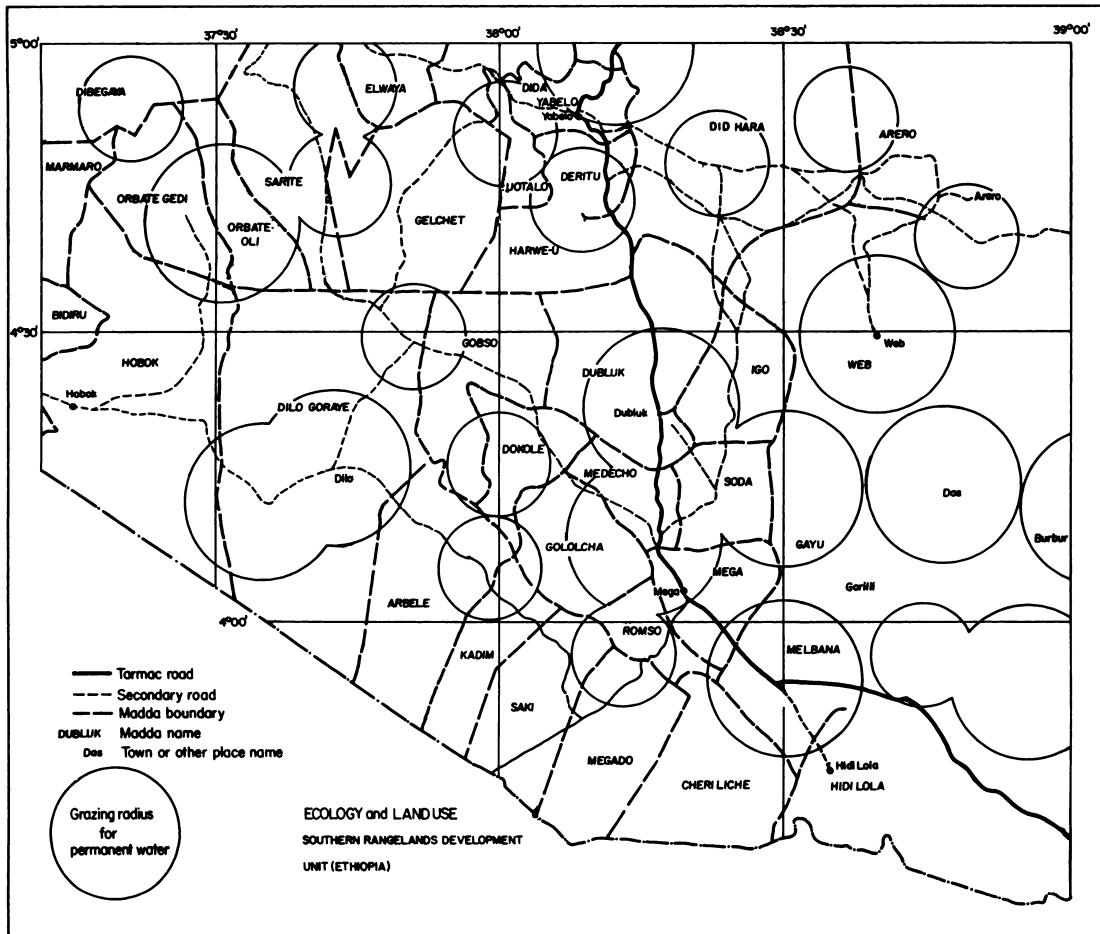 37°30′
38°00′
38°30′
39°00′
5°00′
DIBEGAYA
ELWAYA
DIDA
YABELO
Yabelo
DID HARA
ARERO
MARMARO
ORBATE GEDI
SARITE
UOTALO
DERITU
Arero
ORBATE-
OLI
GELCHET
HARWE-U
BIDIRU
4°30′
HOBOK
GOBSO
Web
WEB
DUBLUK
IGO
Hobok
DILO GORAYE
Dubluk
DOKOLE
MEDECHO
Dilo
SODA
Das
GOLOLCHA
GAYU
Burbur
MEGA
Mega
Gorilli
ARBELE
4°00′
ROMSO
KADIM
MELBANA
SAKI
MEGADO
CHERI LICHE
Hidi Lola
HIDI LOLA
Tarmac road
Secondary road
Madda boundary
DUBLUK Madda name
Das Town or other place name
Grazing radius
for
permanent water
ECOLOGY and LAND USE
SOUTHERN RANGELANDS DEVELOPMENT
UNIT (ETHIOPIA)